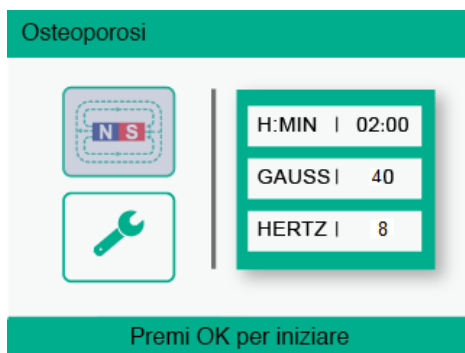 Osteoporosi
N S
H:MIN | 02:00
GAUSS | 40
HERTZ | 8
Premi OK per iniziare